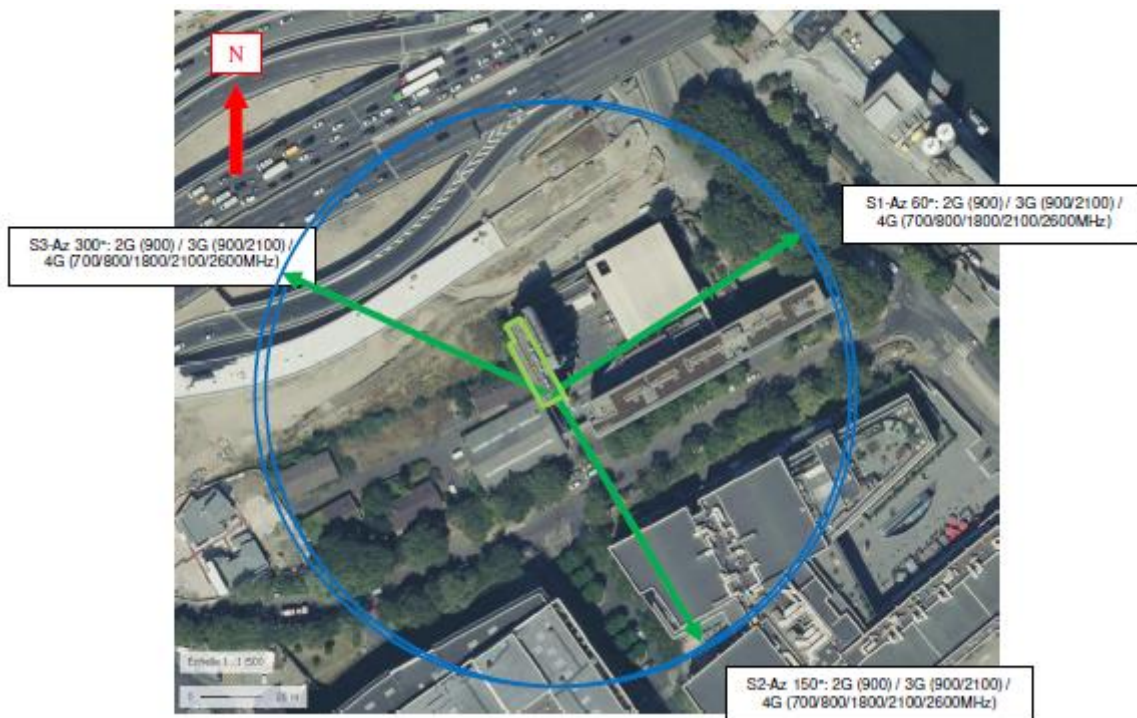 N
S1-Az 60°: 2G (900) / 3G (900/2100) /
4G (700/800/1800/2100/2600MHz)
S3-Az 300°: 2G (900) / 3G (900/2100) /
4G (700/800/1800/2100/2600MHz)
Echelle 1 : 1 500
0 m
S2-Az 150°: 2G (900) / 3G (900/2100) /
4G (700/800/1800/2100/2600MHz)